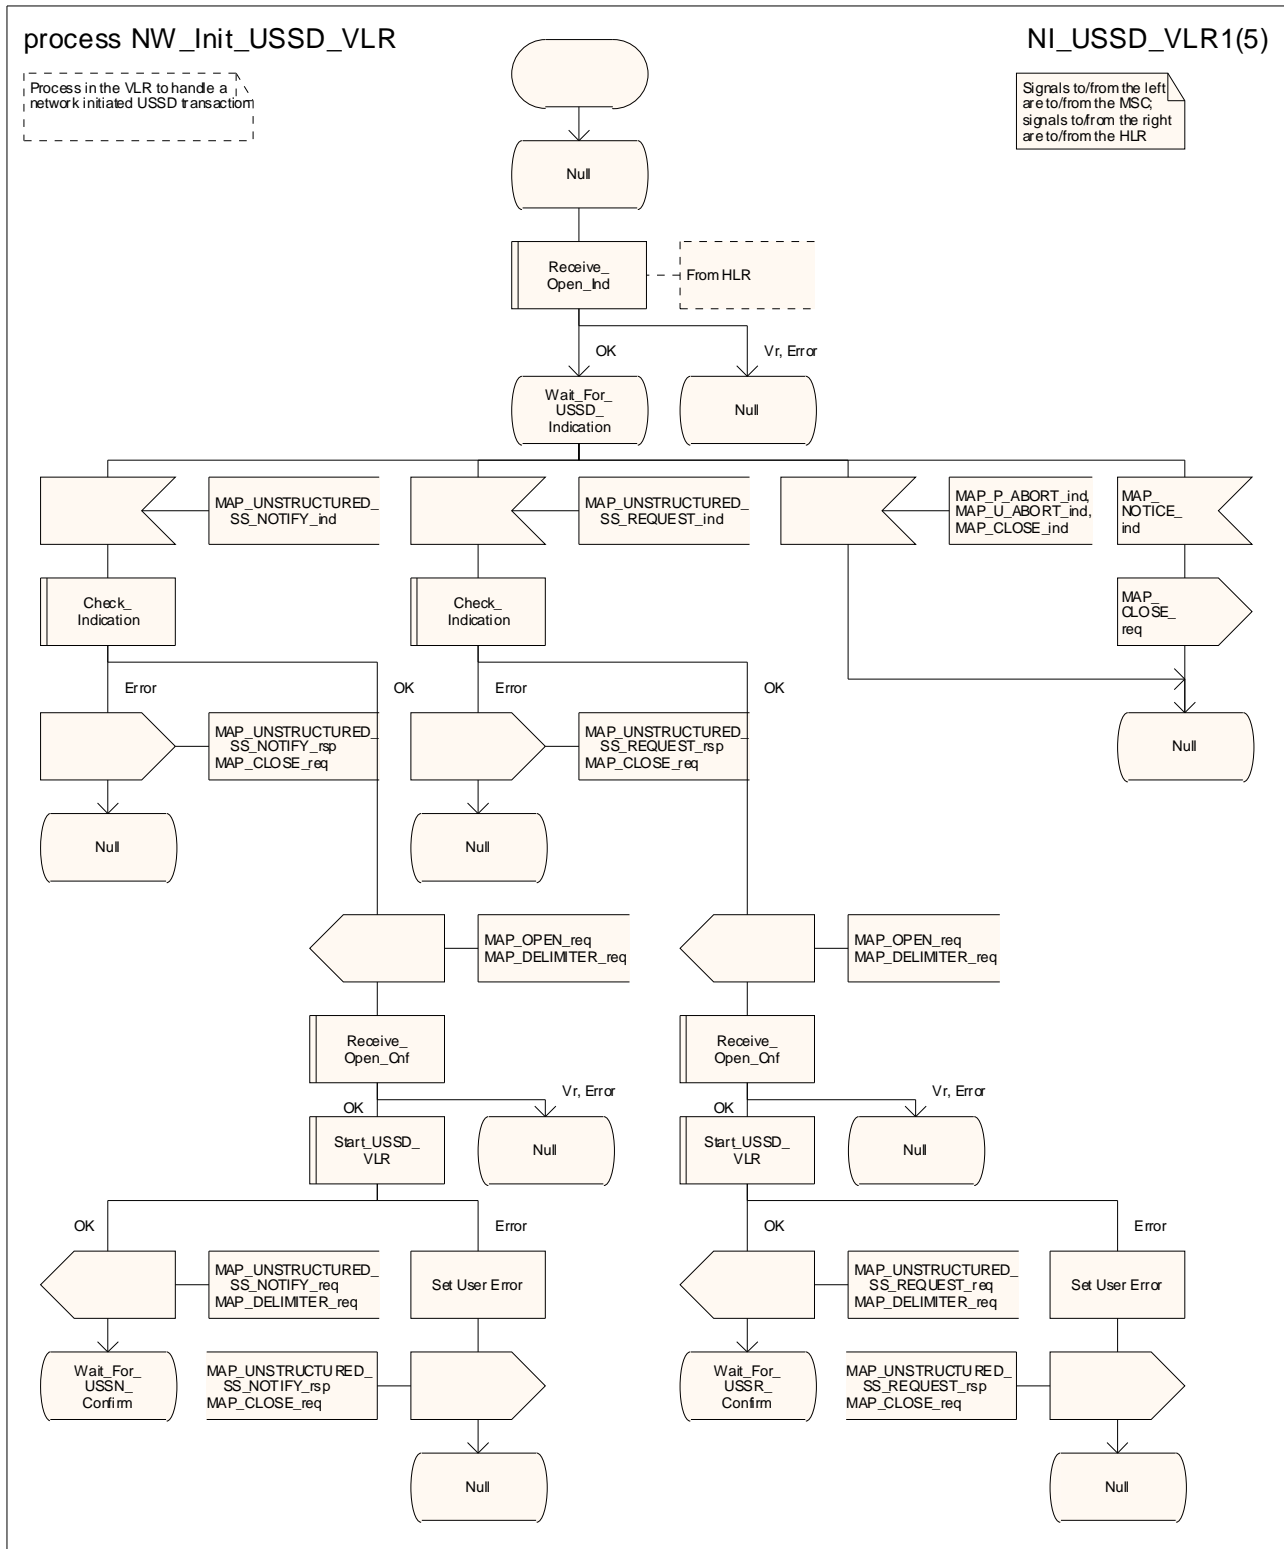 process NW_Init_USSD_VLR
NI_USSD_VLR1(5)
Process in the VLR to handle a
network initiated USSD transaction
Signals to/from the left
are to/from the MSC;
signals to/from the right
are to/from the HLR
Null
Receive_
Open_Ind
From HLR
OK
Vr, Error
Wait_For_
USSD_
Indication
Null
MAP_UNSTRUCTURED_
SS_NOTIFY_ind
MAP_UNSTRUCTURED_
SS_REQUEST_ind
MAP_P_ABORT_ind,
MAP_U_ABORT_ind,
MAP_CLOSE_ind
MAP_
NOTICE_
ind
Check_
Indication
Check_
Indication
MAP_
CLOSE_
req
Error
OK
Error
OK
MAP_UNSTRUCTURED_
SS_NOTIFY_rsp
MAP_CLOSE_req
MAP_UNSTRUCTURED_
SS_REQUEST_rsp
MAP_CLOSE_req
Null
Null
Null
MAP_OPEN_req
MAP_DELIMITER_req
MAP_OPEN_req
MAP_DELIMITER_req
Receive_
Open_Cnf
Receive_
Open_Cnf
OK
Vr, Error
OK
Vr, Error
Start_USSD_
VLR
Null
Start_USSD_
VLR
Null
OK
Error
OK
Error
MAP_UNSTRUCTURED_
SS_NOTIFY_req
MAP_DELIMITER_req
Set User Error
MAP_UNSTRUCTURED_
SS_REQUEST_req
MAP_DELIMITER_req
Set User Error
Wait_For_
USSN_
Confirm
MAP_UNSTRUCTURED_
SS_NOTIFY_rsp
MAP_CLOSE_req
Wait_For_
USSR_
Confirm
MAP_UNSTRUCTURED_
SS_REQUEST_rsp
MAP_CLOSE_req
Null
Null